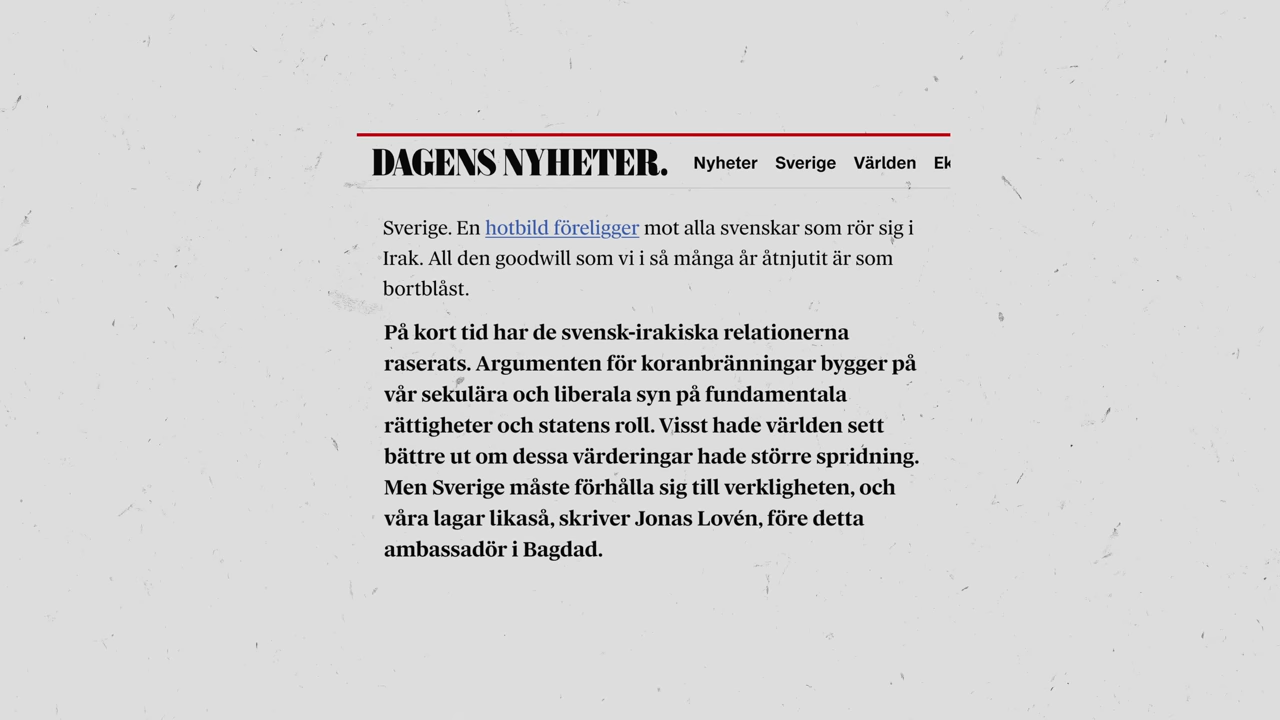 DAGENS NYHETER. Nyheter Sverige Världen Ek
Sverige. En hotbild föreligger mot alla svenskar som rör sig i
Irak. All den goodwill som vi i så många år åtnjutit är som
bortblåst.
På kort tid har de svensk-irakiska relationerna
raserats. Argumenten för koranbränningar bygger på
vår sekulära och liberala syn på fundamentala
rättigheter och statens roll. Visst hade världen sett
bättre ut om dessa värderingar hade större spridning.
Men Sverige måste förhålla sig till verkligheten, och
våra lagar likaså, skriver Jonas Lovén, före detta
ambassadör i Bagdad.